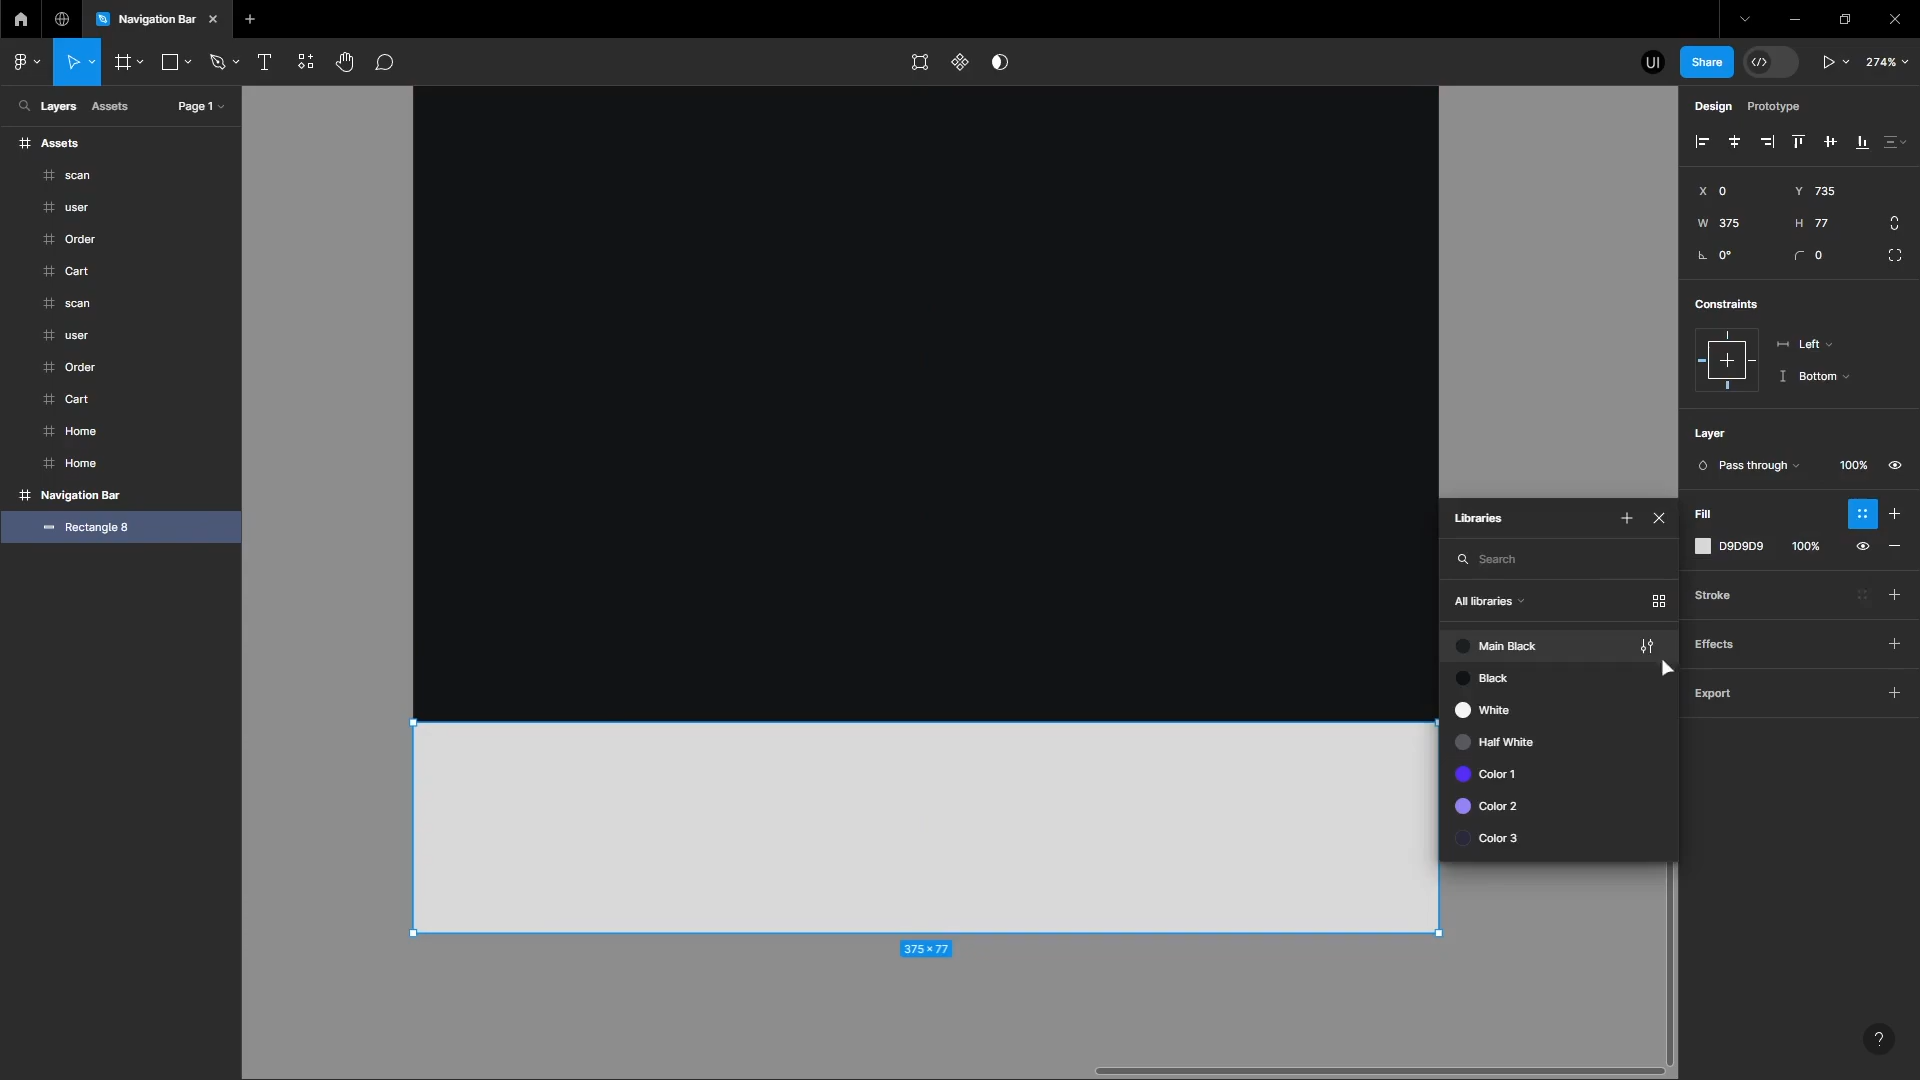 Navigation Bar
UI
Share
274%
Layers
Assets
Page 1
Design
Prototype
Assets
scan
user
Order
Cart
scan
user
Order
Cart
Home
Home
Navigation Bar
Rectangle 8
X 0
Y 735
W 375
H 77
0°
0
Constraints
Left
Bottom
Layer
Pass through
100%
Fill
D9D9D9
100%
Stroke
Effects
Export
Libraries
Search
All libraries
Main Black
Black
White
Half White
Color 1
Color 2
Color 3
375 × 77
?